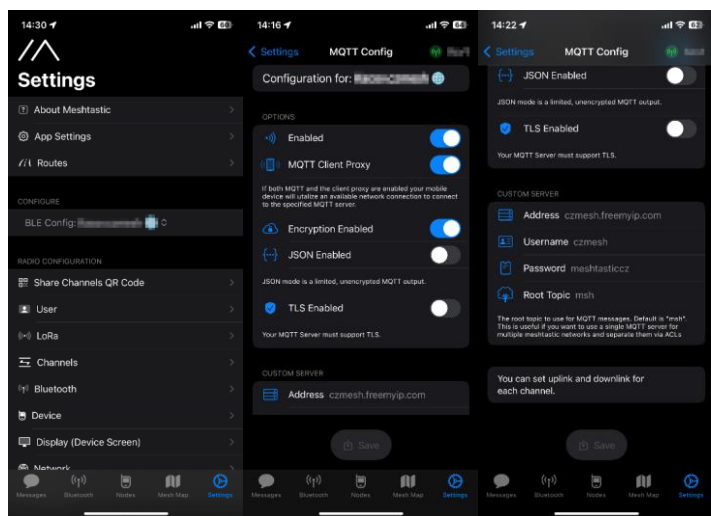 14:30
60
Settings
About Meshtastic
App Settings
Routes
CONFIGURE
BLE Config:
RADIO CONFIGURATION
Share Channels QR Code
User
LoRa
Channels
Bluetooth
Device
Display (Device Screen)
Network
Messages
Bluetooth
Nodes
Mesh Map
Settings
14:16
64
Settings
MQTT Config
Configuration for:
OPTIONS
Enabled
MQTT Client Proxy
If both MQTT and the client proxy are enabled your mobile
device will utalize an available network connection to connect
to the specified MQTT server.
Encryption Enabled
JSON Enabled
JSON mode is a limited, unencrypted MQTT output.
TLS Enabled
Your MQTT Server must support TLS.
CUSTOM SERVER
Address czmesh.freemyip.com
Save
Messages
Bluetooth
Nodes
Mesh Map
Settings
14:22
Settings
MQTT Config
JSON Enabled
JSON mode is a limited, unencrypted MQTT output.
TLS Enabled
Your MQTT Server must support TLS.
CUSTOM SERVER
Address czmesh.freemyip.com
Username czmesh
Password meshtasticcz
Root Topic msh
The root topic to use for MQTT messages. Default is "msh".
This is useful if you want to use a single MQTT server for
multiple meshtastic networks and separate them via ACLs
You can set uplink and downlink for
each channel.
Save
Messages
Bluetooth
Nodes
Mesh Map
Settings